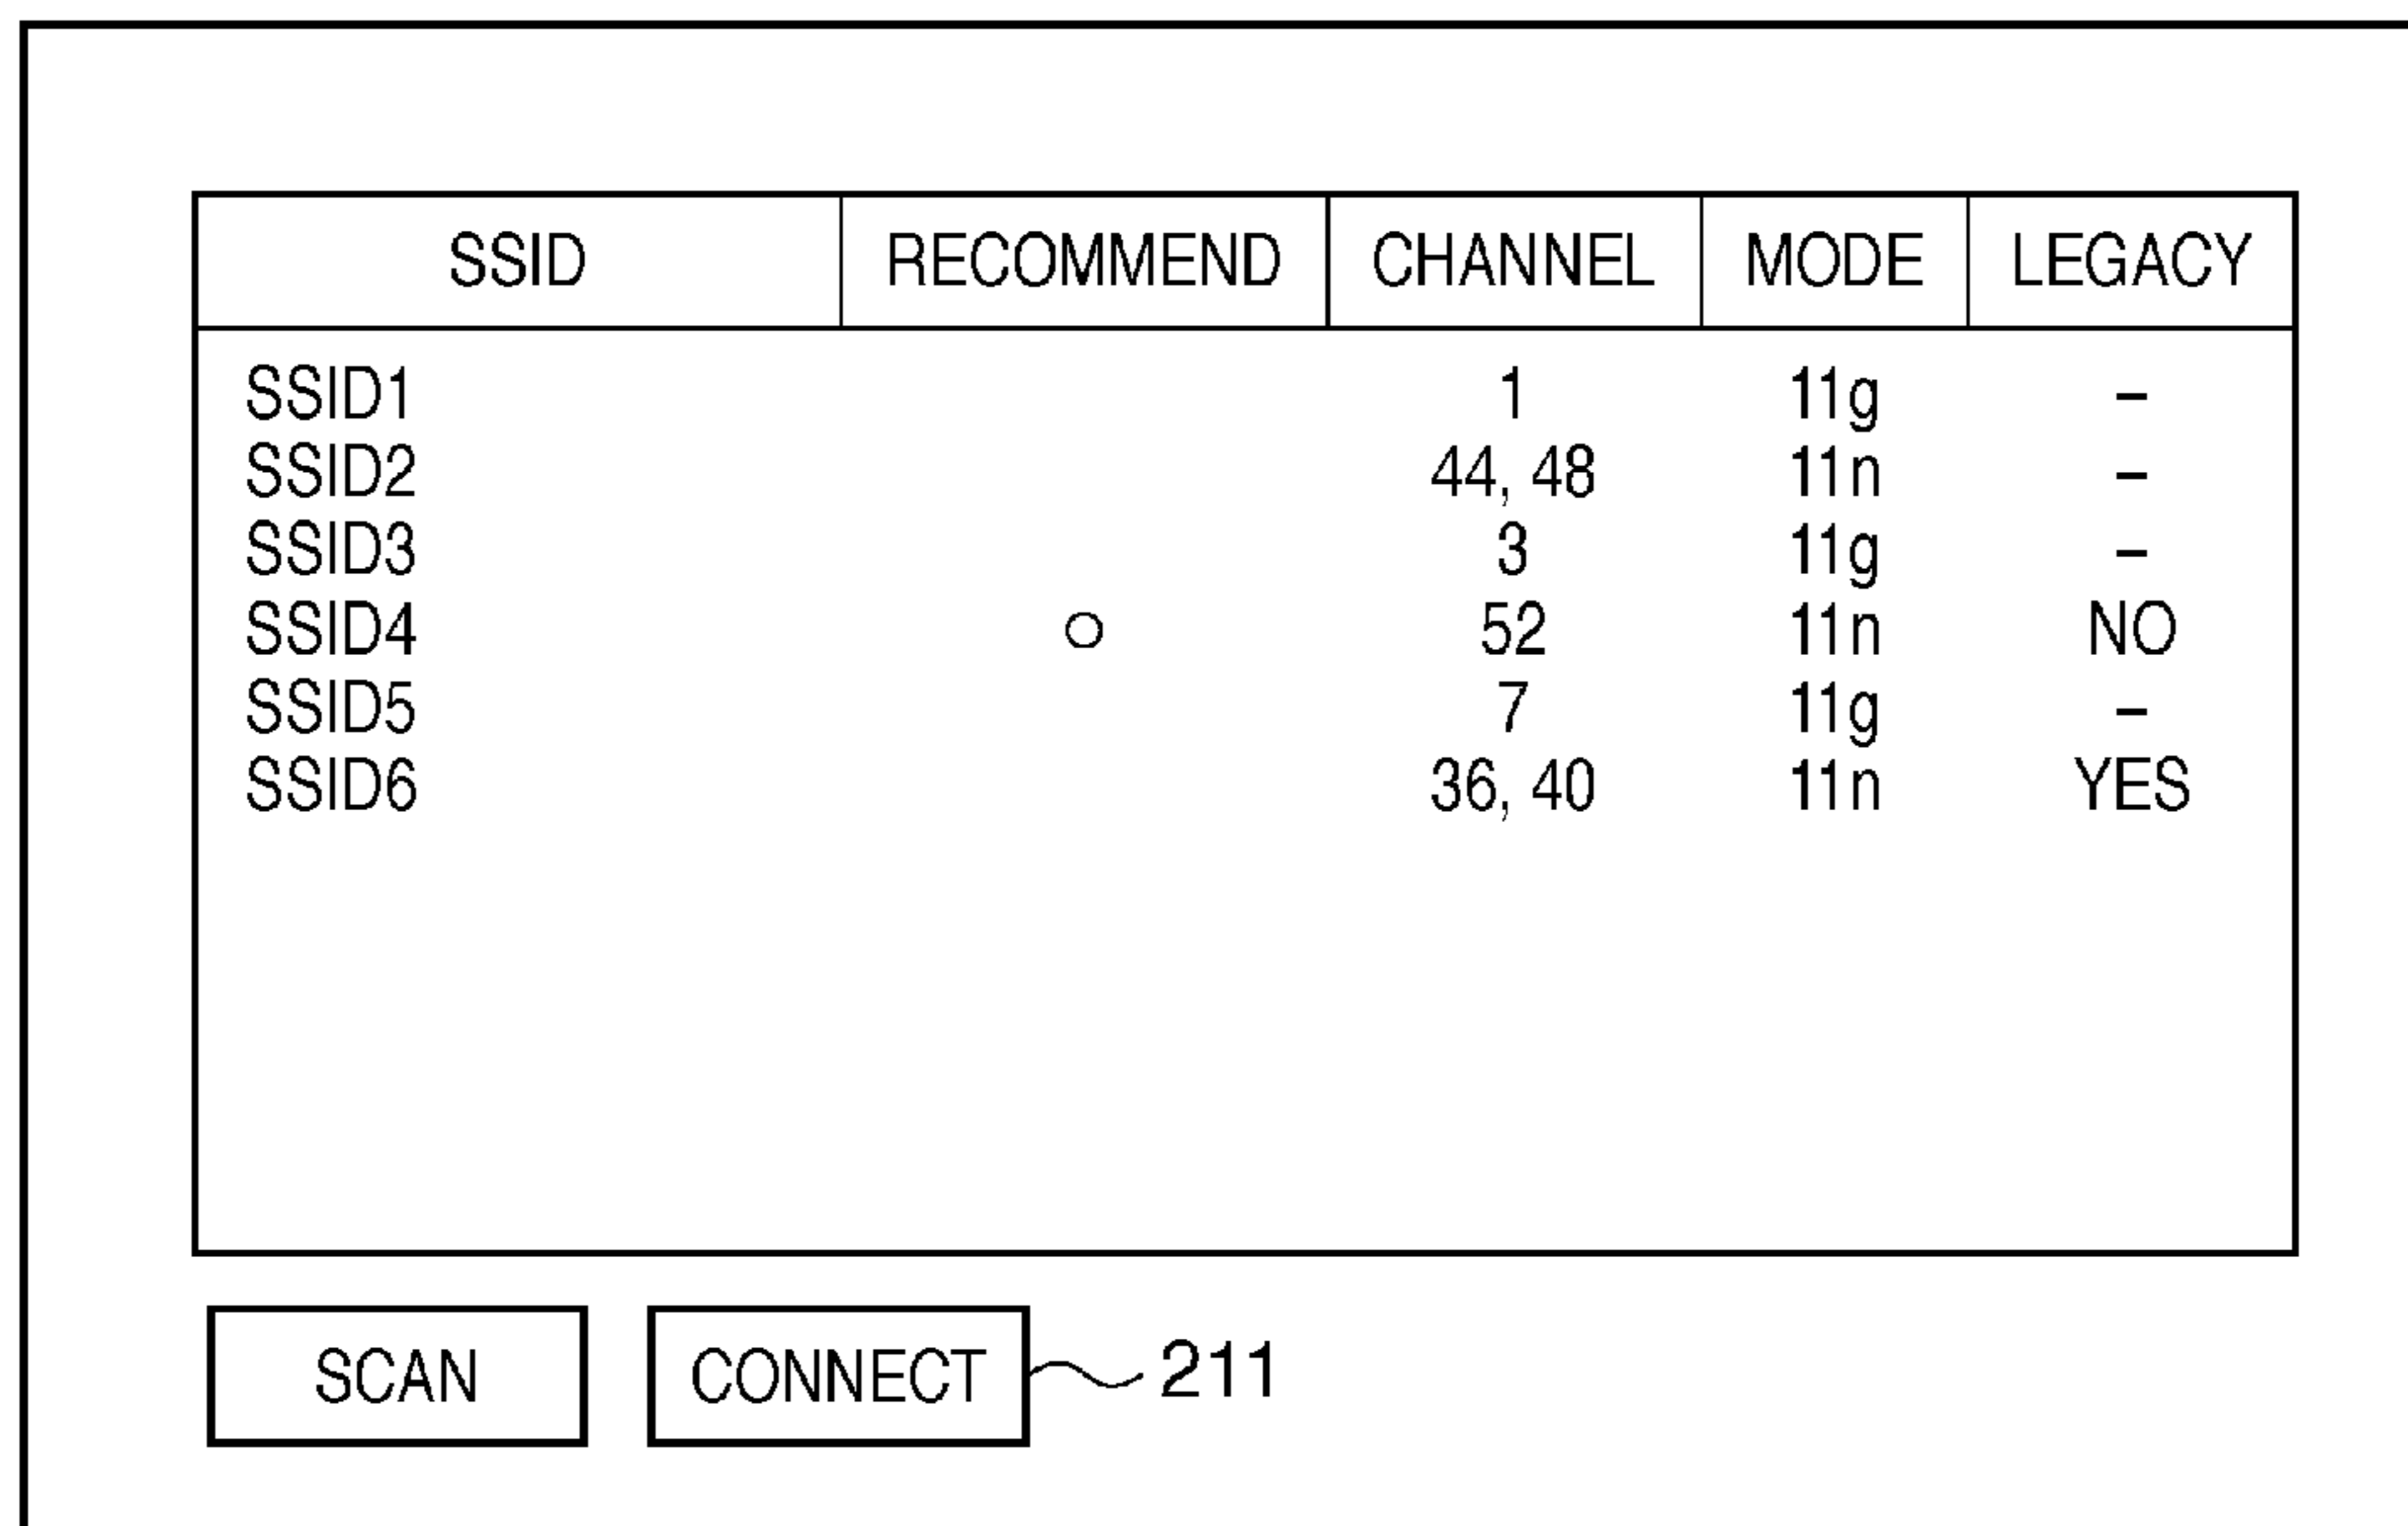 SSID RECOMMEND CHANNEL MODE LEGACY
SSID1 1 11g –
SSID2 44, 48 11n –
SSID3 3 11g –
SSID4 ○ 52 11n NO
SSID5 7 11g –
SSID6 36, 40 11n YES
SCAN CONNECT 211